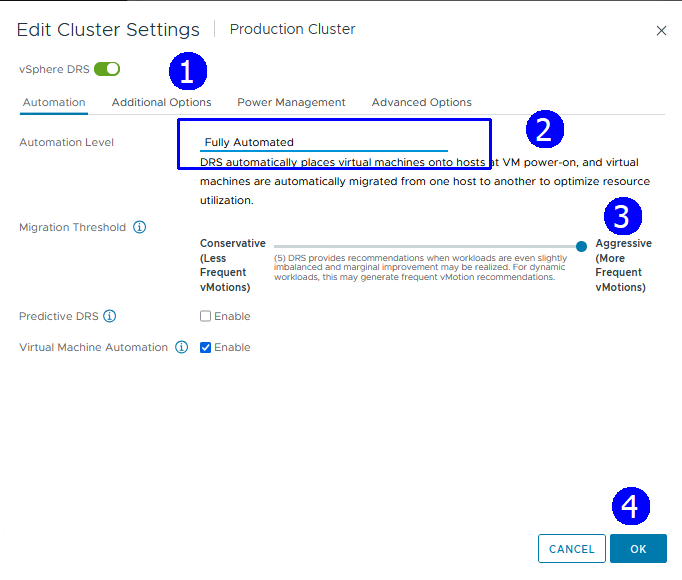 Edit Cluster Settings | Production Cluster
vSphere DRS
1
Automation Additional Options Power Management Advanced Options
2
Automation Level Fully Automated
DRS automatically places virtual machines onto hosts at VM power-on, and virtual
machines are automatically migrated from one host to another to optimize resource
utilization.
3
Migration Threshold
Conservative
(Less
Frequent
vMotions)
(5) DRS provides recommendations when workloads are even slightly
imbalanced and marginal improvement may be realized. For dynamic
workloads, this may generate frequent vMotion recommendations.
Aggressive
(More
Frequent
vMotions)
Predictive DRS Enable
Virtual Machine Automation Enable
4
CANCEL OK